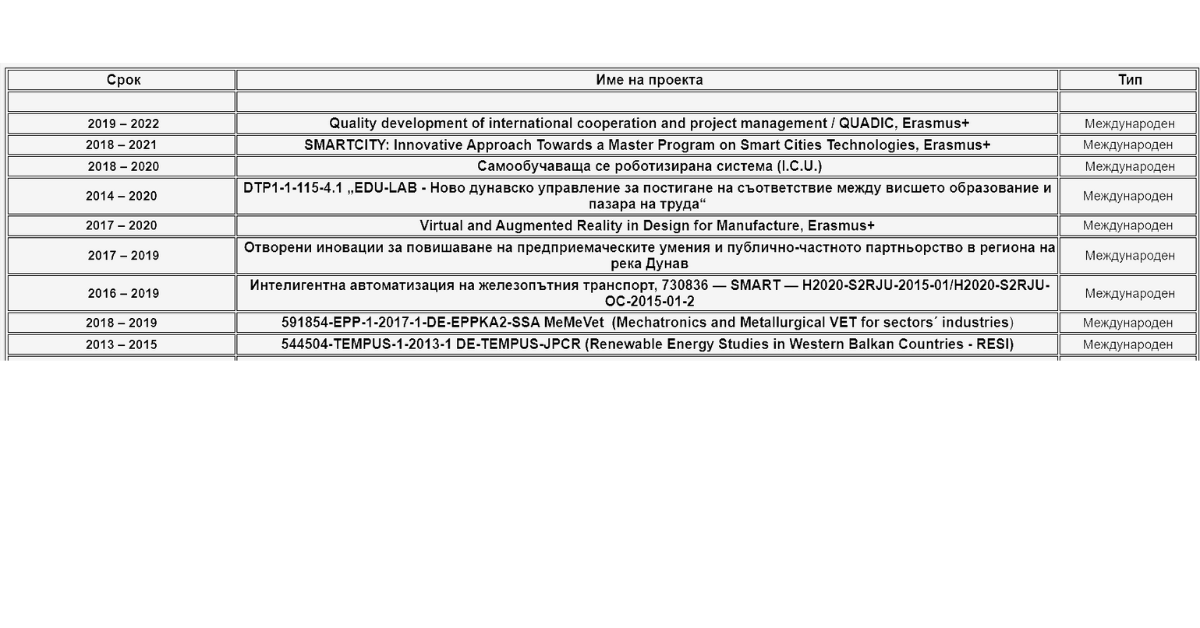 Срок Име на проекта Тип
2019 – 2022 Quality development of international cooperation and project management / QUADIC, Erasmus+ Международен
2018 – 2021 SMARTCITY: Innovative Approach Towards a Master Program on Smart Cities Technologies, Erasmus+ Международен
2018 – 2020 Самообучаваща се роботизирана система (I.C.U.) Международен
2014 – 2020 DTP1-1-115-4.1 „EDU-LAB - Ново дунавско управление за постигане на съответствие между висшето образование и Международен
пазара на труда“
2017 – 2020 Virtual and Augmented Reality in Design for Manufacture, Erasmus+ Международен
2017 – 2019 Отворени иновации за повишаване на предприемаческите умения и публично-частното партньорство в региона на Международен
река Дунав
2016 – 2019 Интелигентна автоматизация на железопътния транспорт, 730836 — SMART — H2020-S2RJU-2015-01/H2020-S2RJU- Международен
OC-2015-01-2
2018 – 2019 591854-EPP-1-2017-1-DE-EPPKA2-SSA MeMeVet (Mechatronics and Metallurgical VET for sectors´ industries) Международен
2013 – 2015 544504-TEMPUS-1-2013-1 DE-TEMPUS-JPCR (Renewable Energy Studies in Western Balkan Countries - RESI) Международен